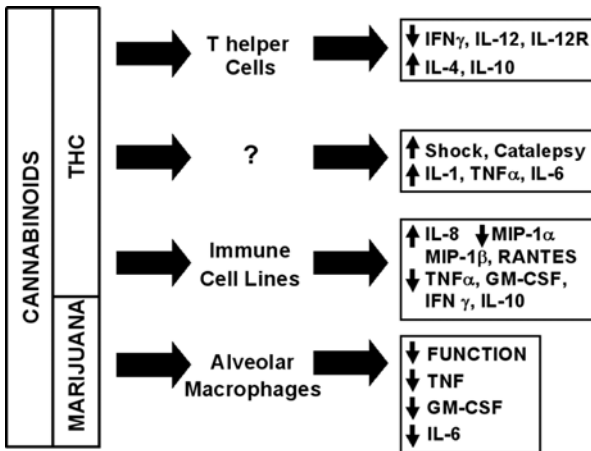 CANNABINOIDS
THC
MARIJUANA
T helper
Cells
↓ IFNγ, IL-12, IL-12R
↑ IL-4, IL-10
?
↑ Shock, Catalepsy
↑ IL-1, TNFα, IL-6
Immune
Cell Lines
↑ IL-8 ↓ MIP-1α
MIP-1β, RANTES
↓ TNFα, GM-CSF,
IFN γ, IL-10
Alveolar
Macrophages
↓ FUNCTION
↓ TNF
↓ GM-CSF
↓ IL-6